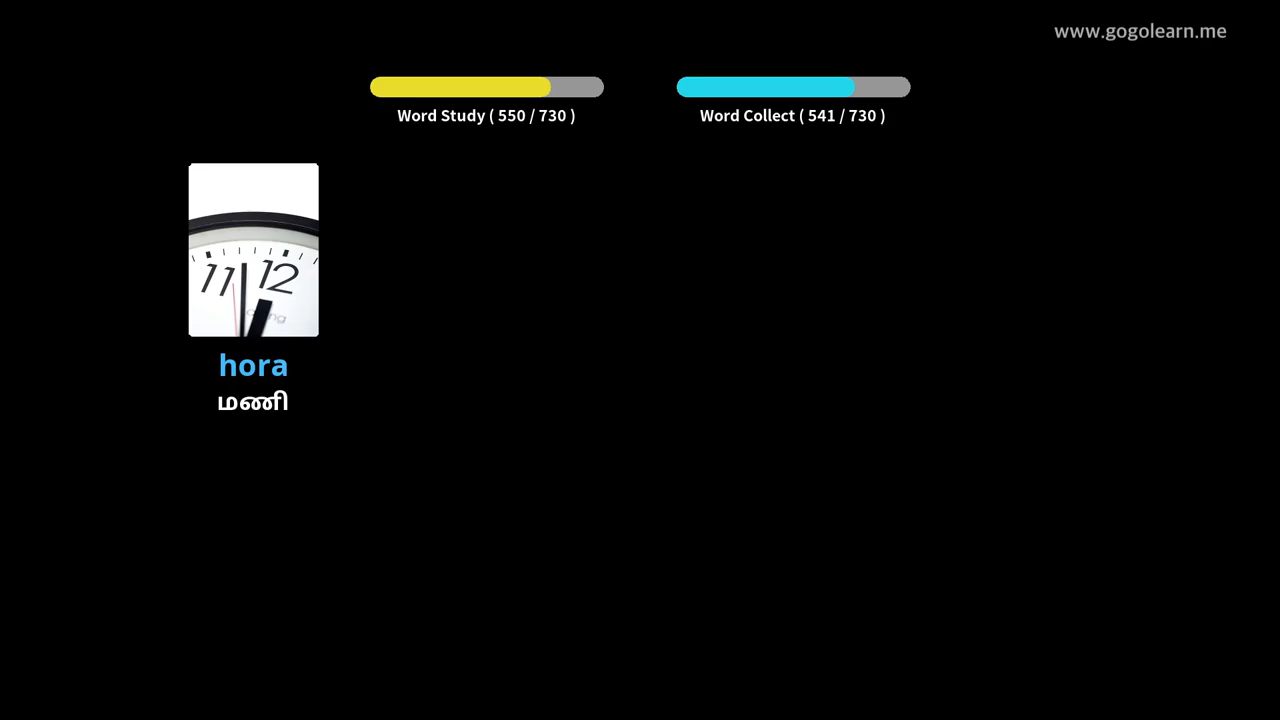 www.gogolearn.me
Word Study ( 550 / 730 )
Word Collect ( 541 / 730 )
11 12
hora
மணி